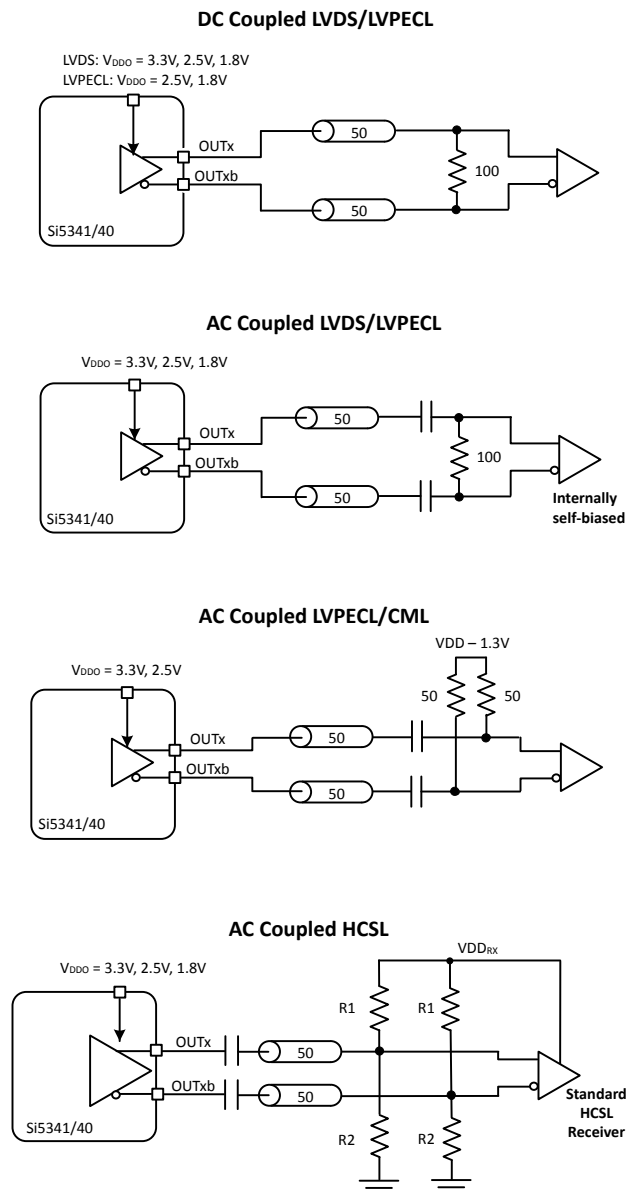 DC Coupled LVDS/LVPECL
LVDS: VDDO = 3.3V, 2.5V, 1.8V
LVPECL: VDDO = 2.5V, 1.8V
OUTx
50
100
OUTxb
50
Si5341/40
AC Coupled LVDS/LVPECL
VDDO = 3.3V, 2.5V, 1.8V
OUTx
50
100
OUTxb
50
Si5341/40
Internally
self-biased
AC Coupled LVPECL/CML
VDD – 1.3V
VDDO = 3.3V, 2.5V
50
50
OUTx
50
OUTxb
50
Si5341/40
AC Coupled HCSL
VDDRX
VDDO = 3.3V, 2.5V, 1.8V
R1
R1
OUTx
50
OUTxb
50
Standard
HCSL
Receiver
Si5341/40
R2
R2